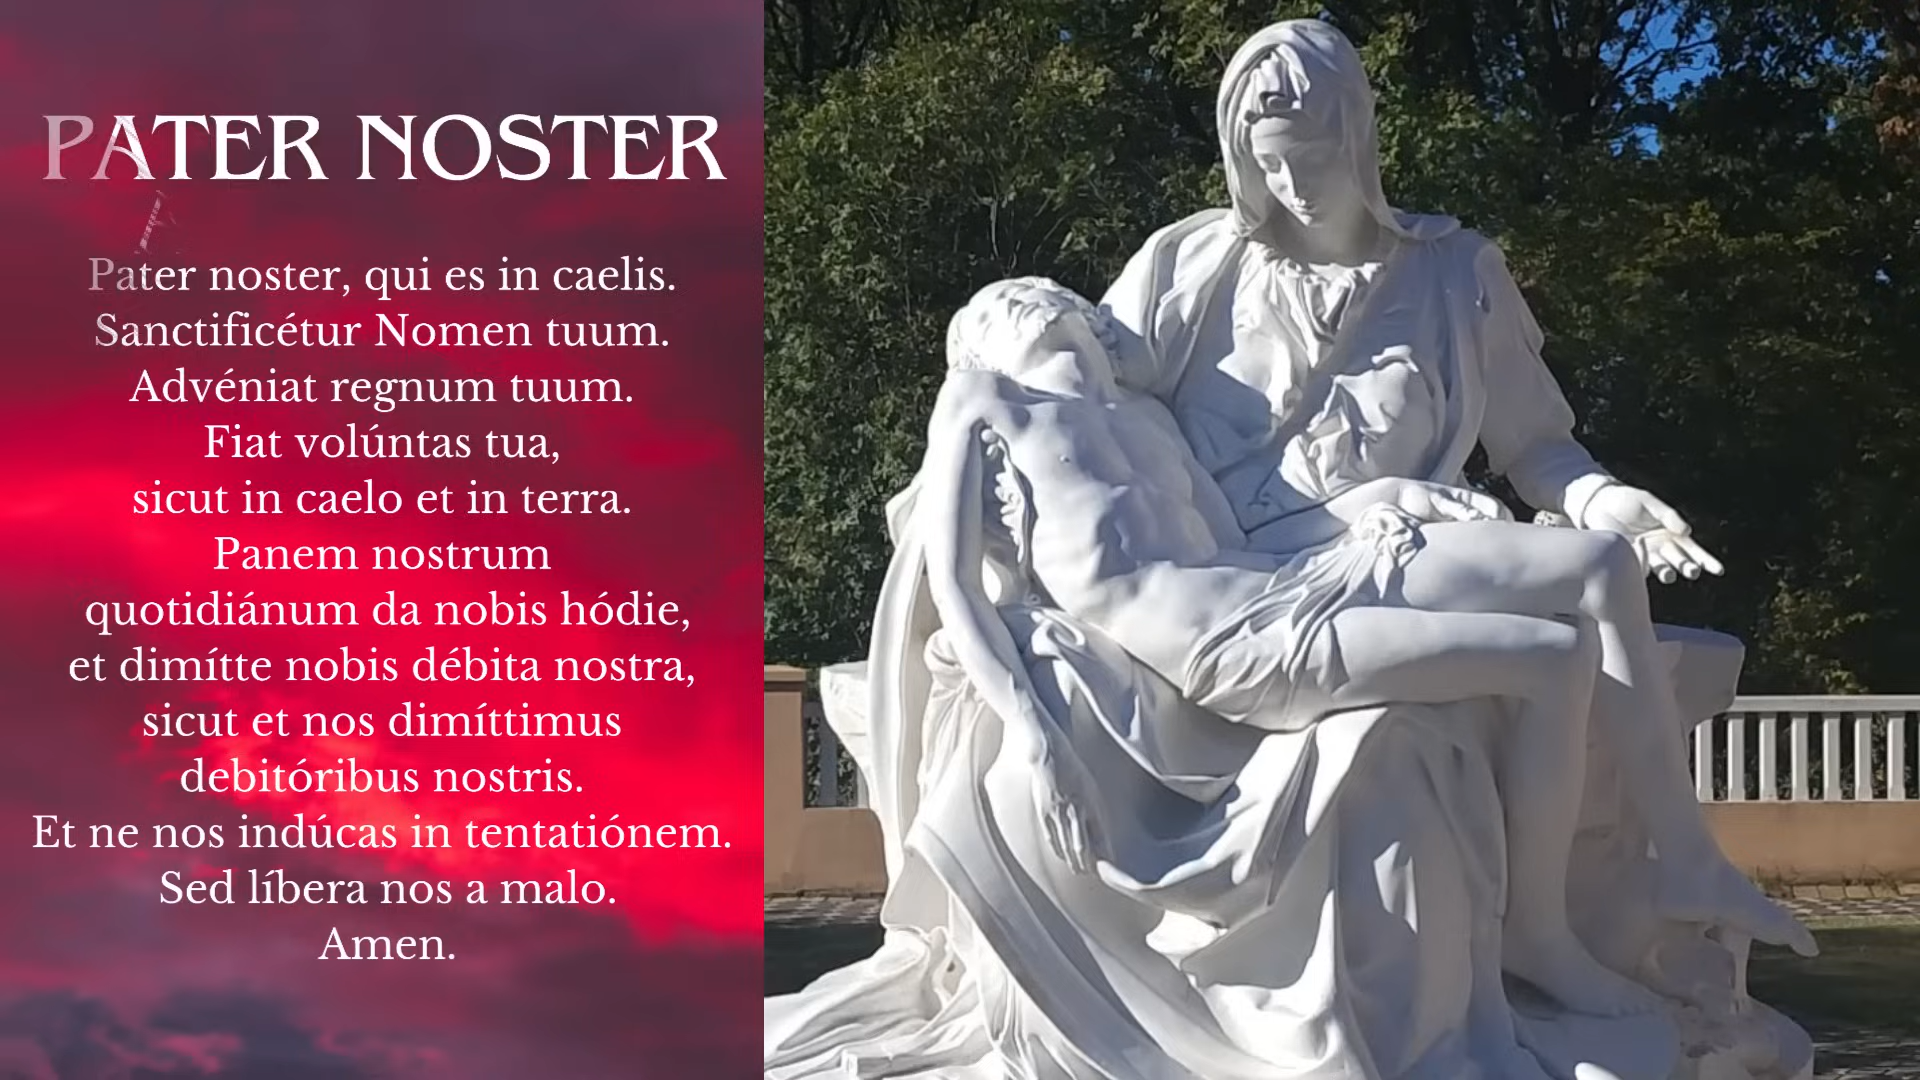 PATER NOSTER
Pater noster, qui es in caelis.
Sanctificétur Nomen tuum.
Advéniat regnum tuum.
Fiat volúntas tua,
sicut in caelo et in terra.
Panem nostrum
quotidiánum da nobis hódie,
et dimítte nobis débita nostra,
sicut et nos dimíttimus
debitóribus nostris.
Et ne nos indúcas in tentatiónem.
Sed líbera nos a malo.
Amen.